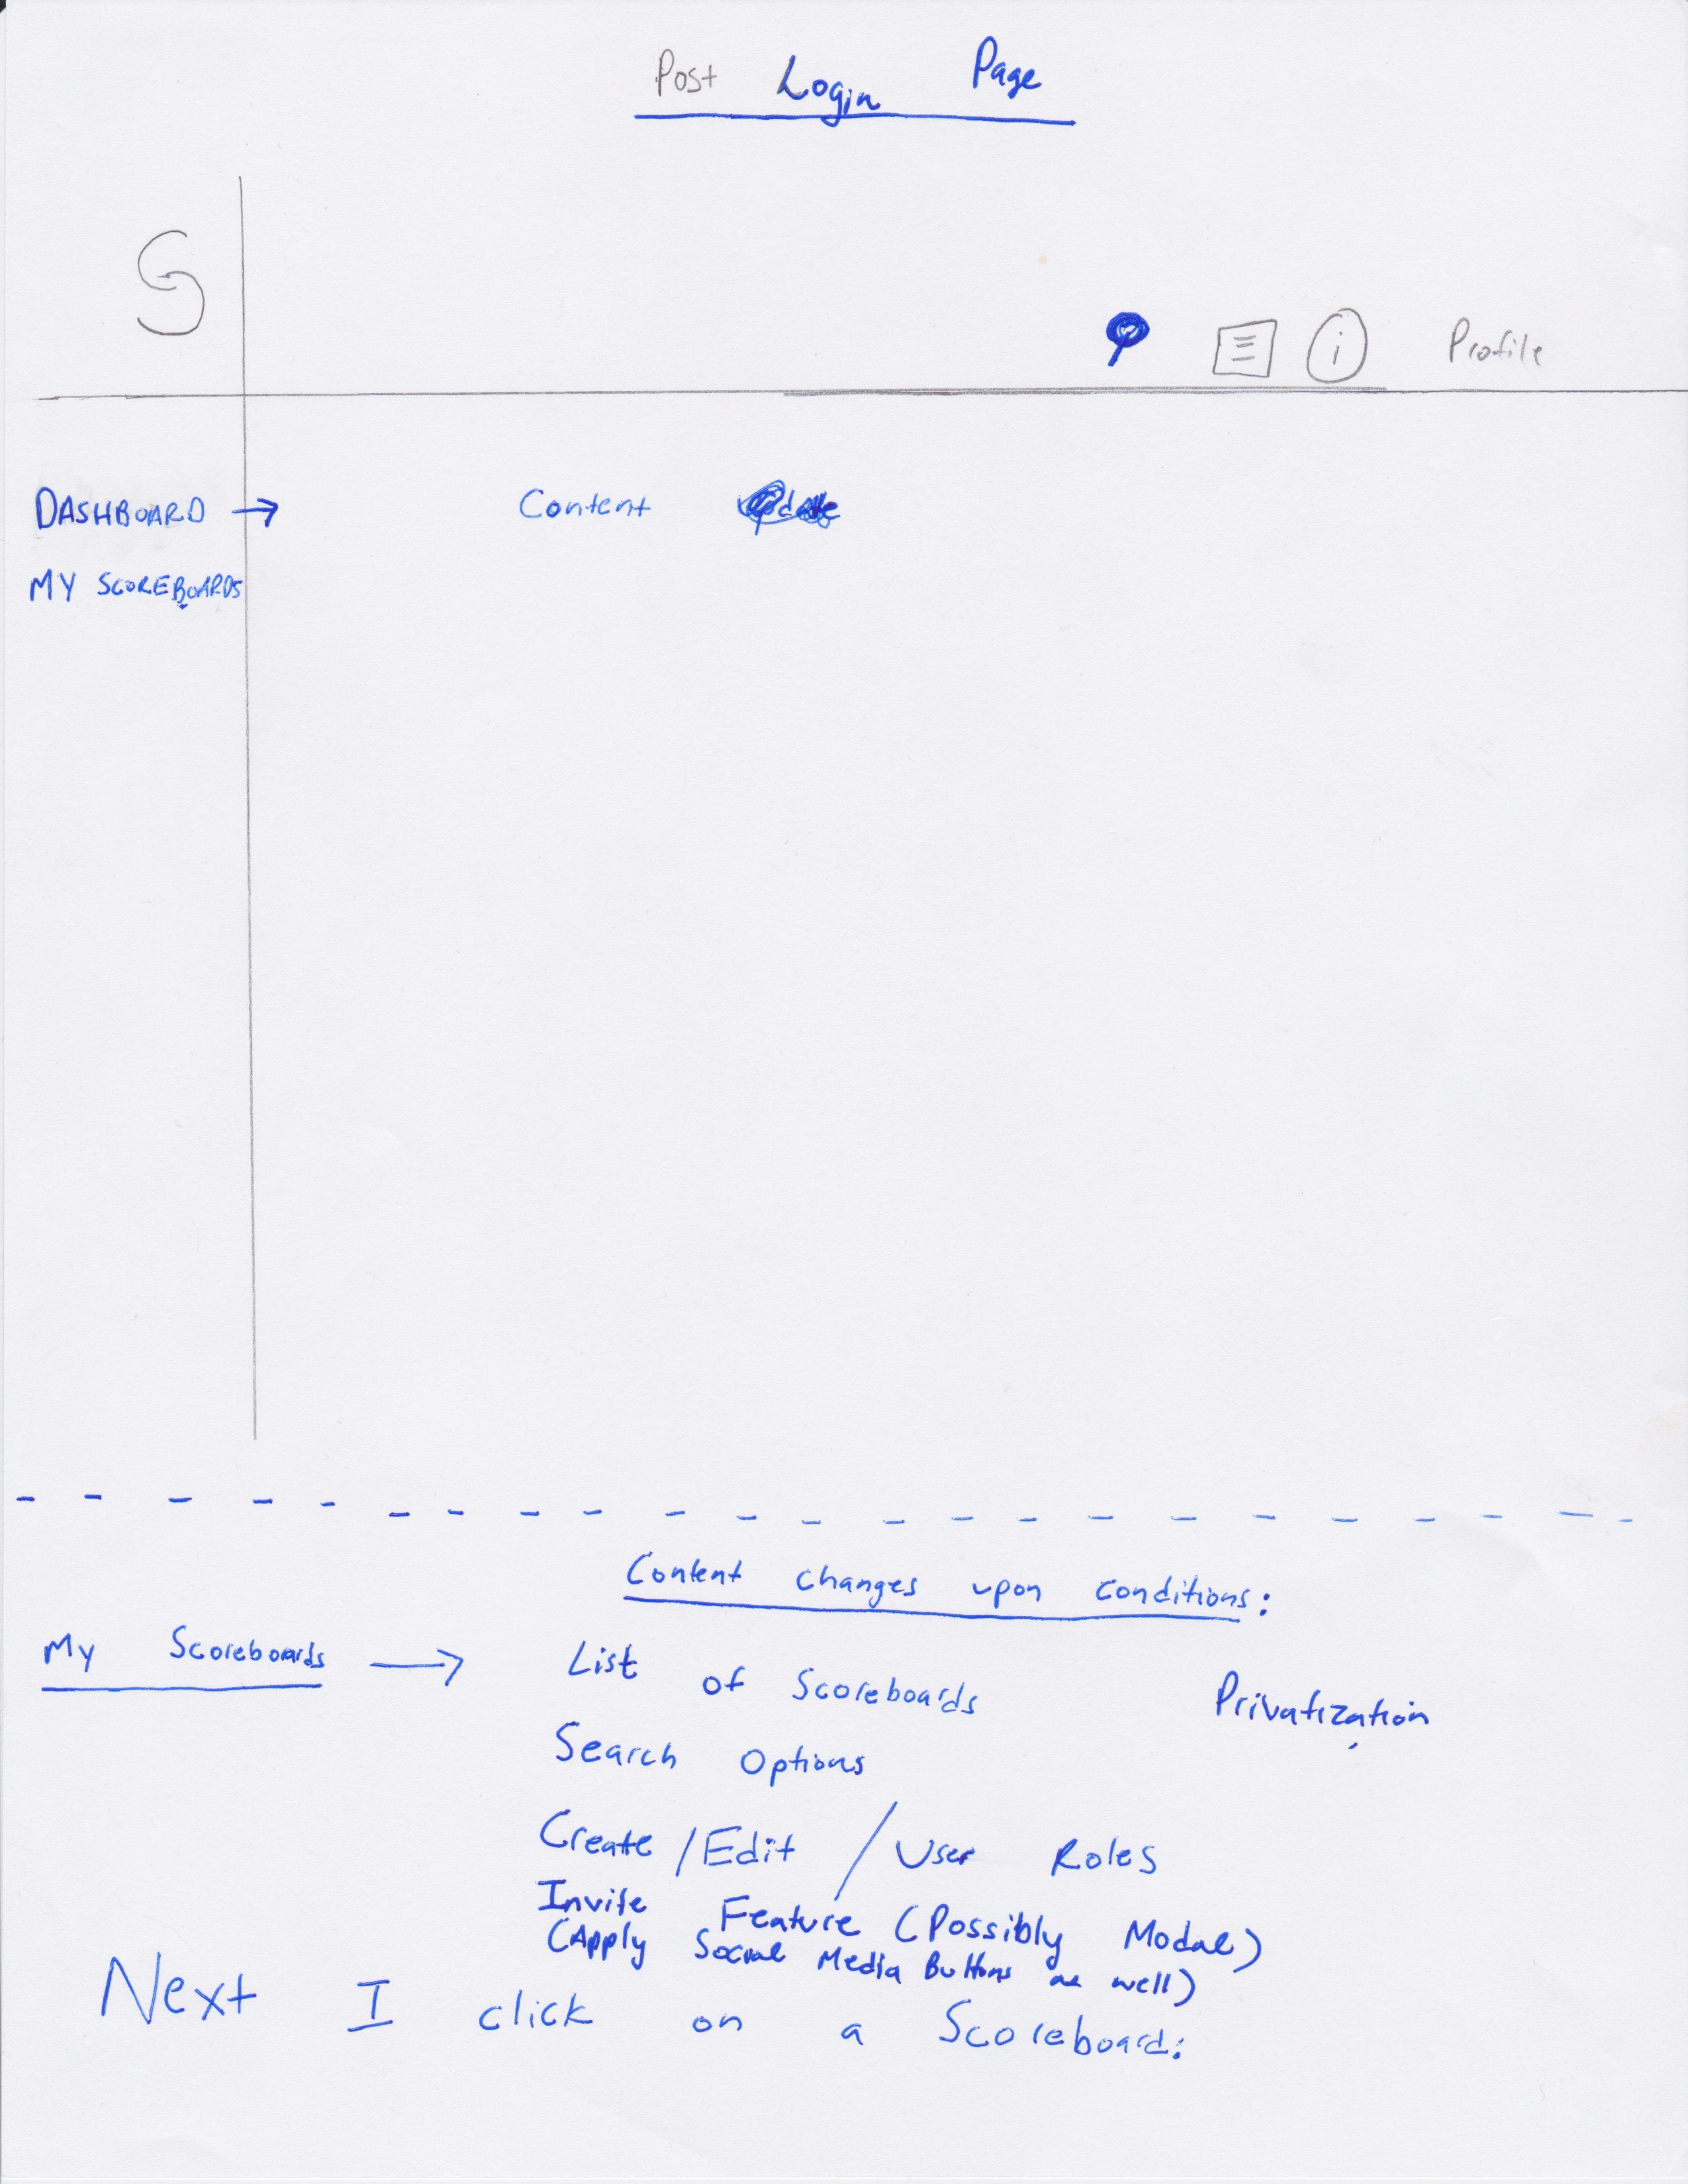 Post Login Page
S
i Profile
DASHBOARD → Content
MY SCOREBOARDS
Content changes upon conditions:
My Scoreboards → List of Scoreboards
Privatization
Search Options
Create / Edit / User Roles
Invite Feature (Possibly Modal)
(Apply Social Media Buttons as well)
Next I click on a Scoreboard: